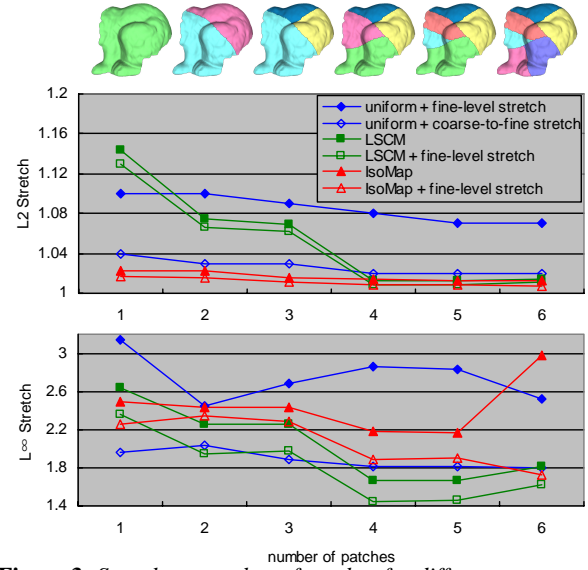 1.2
1.16
1.12
1.08
1.04
1
L2 Stretch
uniform + fine-level stretch
uniform + coarse-to-fine stretch
LSCM
LSCM + fine-level stretch
IsoMap
IsoMap + fine-level stretch
1 2 3 4 5 6
3
2.6
2.2
1.8
1.4
L∞ Stretch
1 2 3 4 5 6
number of patches